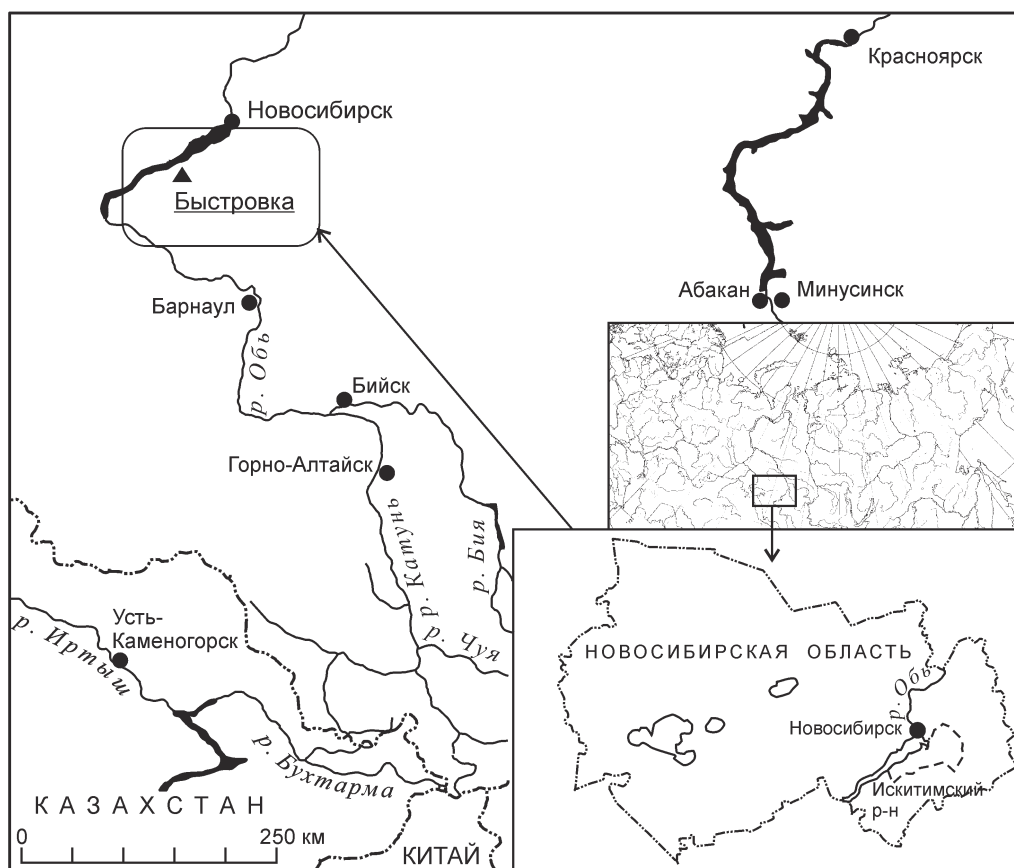 Красноярск
Новосибирск
Быстровка
Абакан
Минусинск
Барнаул
р. Обь
Бийск
Горно-Алтайск
р. Катунь
р. Бия
р. Чуя
Усть-
Каменогорск
р. Иртыш
р. Бухтарма
КАЗАХСТАН
КИТАЙ
0
250 км
НОВОСИБИРСКАЯ ОБЛАСТЬ
р. Обь
Новосибирск
Искитимский
р-н